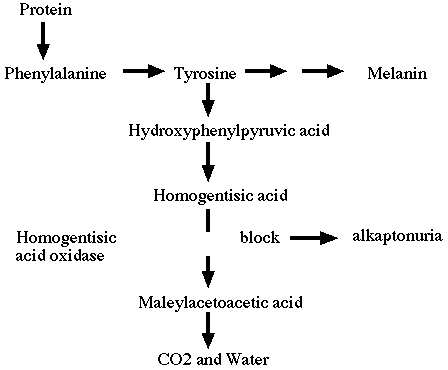 Protein
Phenylalanine
Tyrosine
Melanin
Hydroxyphenylpyruvic acid
Homogentisic acid
Homogentisic
acid oxidase
block
alkaptonuria
Maleylacetoacetic acid
CO2 and Water